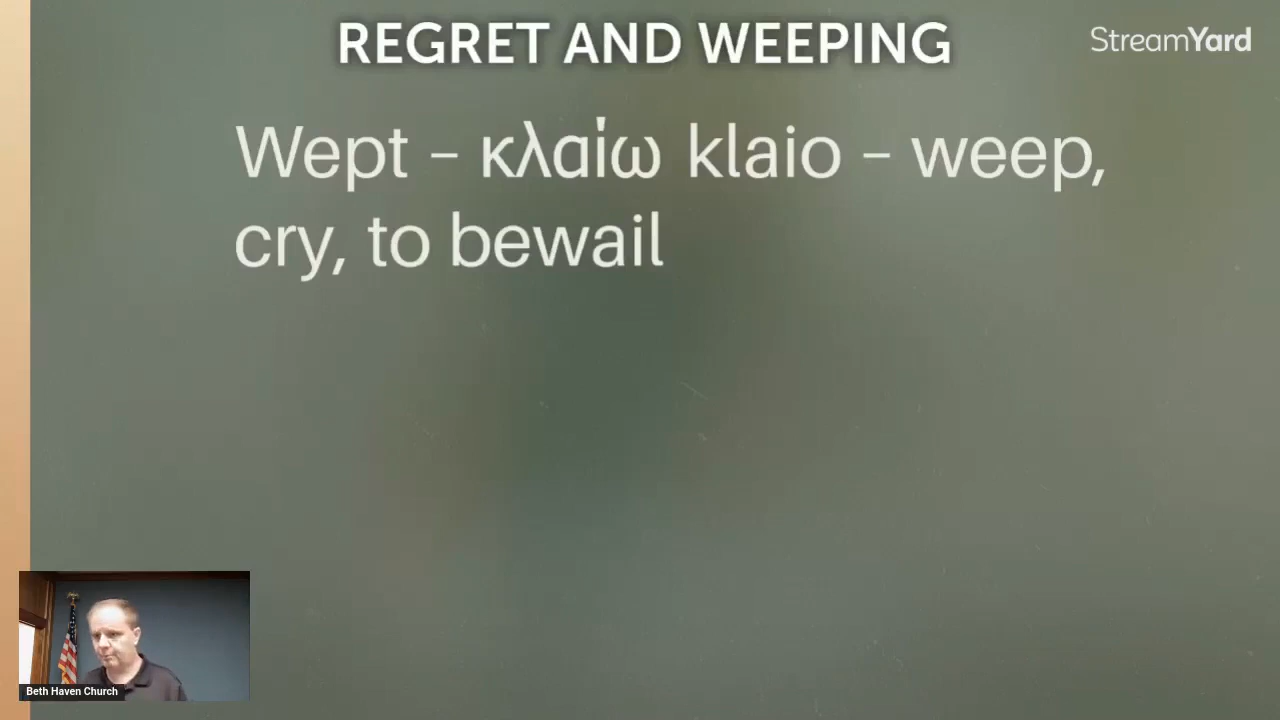 REGRET AND WEEPING
StreamYard
Wept – κλαίω klaio – weep,
cry, to bewail
Beth Haven Church